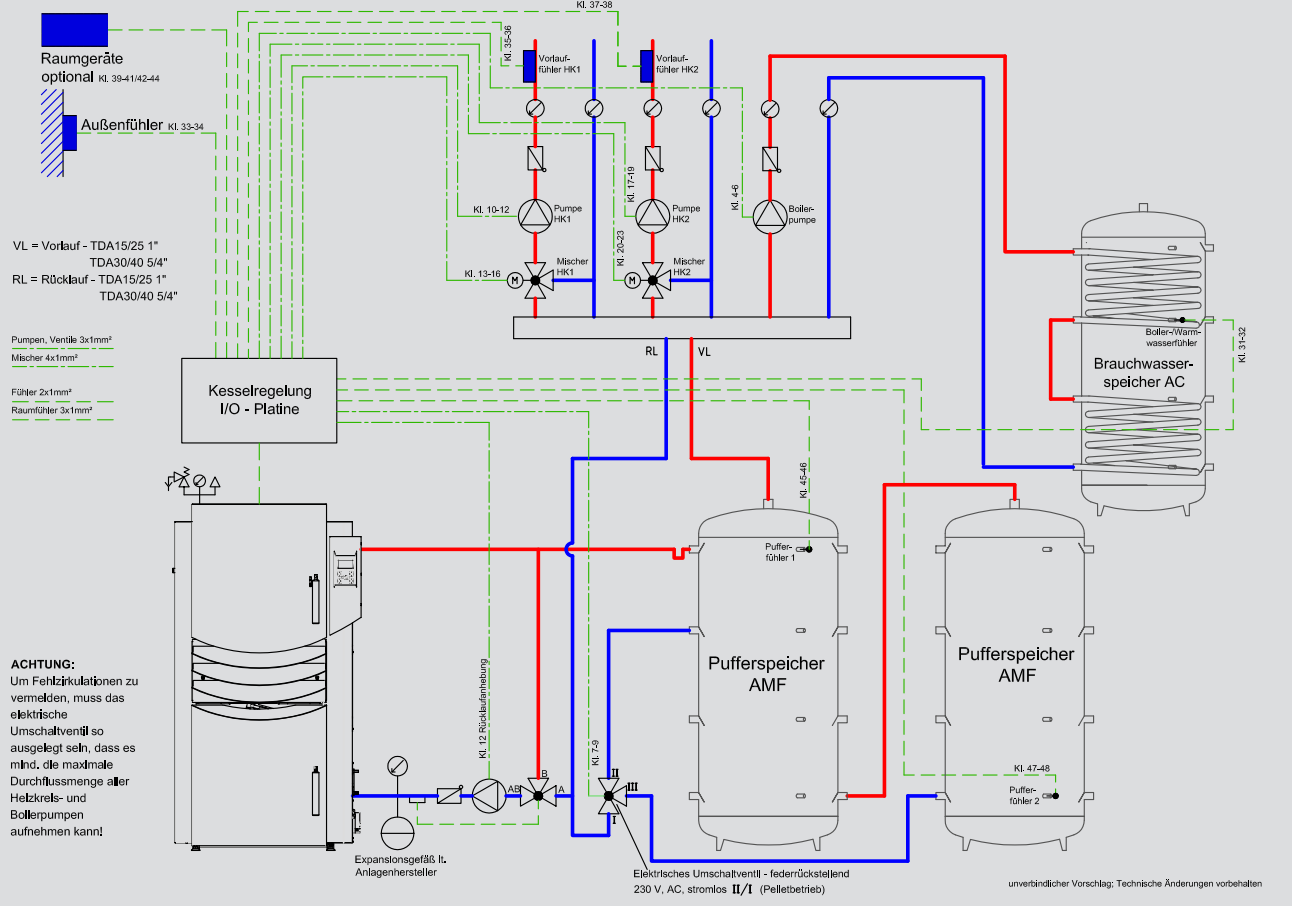 Kl. 37-38
Raumgeräte
optional Kl. 39-41/42-44
Kl. 35-36
Vorlauf-
fühler HK1
Vorlauf-
fühler HK2
Außenfühler Kl. 33-34
Kl. 17-19
Kl. 4-6
Kl. 10-12
Pumpe
HK1
Pumpe
HK2
Boiler-
pumpe
VL = Vorlauf - TDA15/25 1"
TDA30/40 5/4"
RL = Rücklauf - TDA15/25 1"
TDA30/40 5/4"
Kl. 20-23
Kl. 13-16
M
Mischer
HK1
M
Mischer
HK2
Pumpen, Ventile 3x1mm²
Mischer 4x1mm²
Fühler 2x1mm²
Raumfühler 3x1mm²
RL
VL
Boiler-/Warm-
wasserfühler
Kl. 31-32
Brauchwasser-
speicher AC
Kesselregelung
I/O - Platine
Kl. 45-46
Puffer-
fühler 1
Pufferspeicher
AMF
Pufferspeicher
AMF
ACHTUNG:
Um Fehlzirkulationen zu
vermeiden, muss das
elektrische
Umschaltventil so
ausgelegt sein, dass es
mind. die maximale
Durchflussmenge aller
Heizkreis- und
Boilerpumpen
aufnehmen kann!
Kl. 12 Rücklaufanhebung
Kl. 7-9
Kl. 47-48
Puffer-
fühler 2
B
AB
A
II
III
I
Expansionsgefäß lt.
Anlagenhersteller
Elektrisches Umschaltventil - federrückstellend
230 V, AC, stromlos II/I (Pelletbetrieb)
unverbindlicher Vorschlag; Technische Änderungen vorbehalten